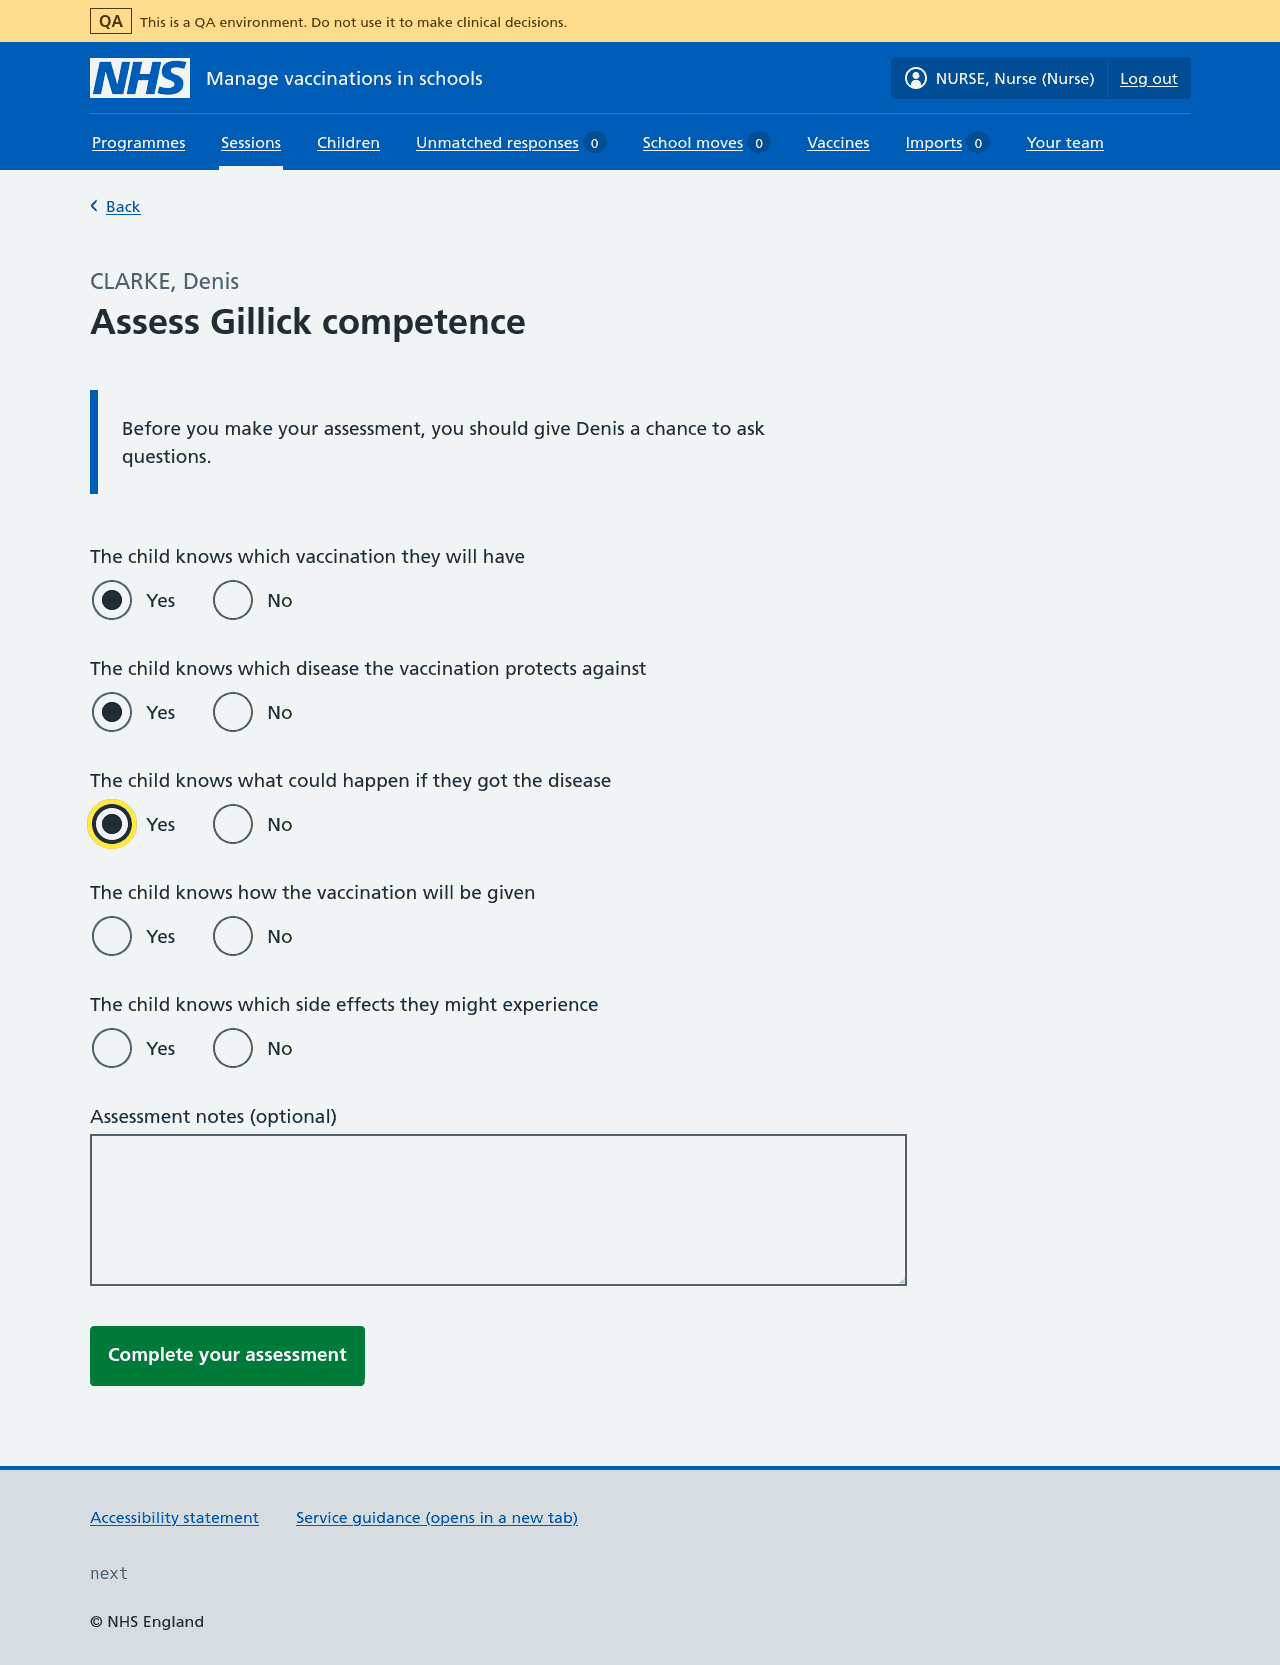 QA This is a QA environment. Do not use it to make clinical decisions.
NHS Manage vaccinations in schools NURSE, Nurse (Nurse) Log out
Programmes Sessions Children Unmatched responses 0 School moves 0 Vaccines Imports 0 Your team
Back
CLARKE, Denis
Assess Gillick competence
Before you make your assessment, you should give Denis a chance to ask
questions.
The child knows which vaccination they will have
Yes No
The child knows which disease the vaccination protects against
Yes No
The child knows what could happen if they got the disease
Yes No
The child knows how the vaccination will be given
Yes No
The child knows which side effects they might experience
Yes No
Assessment notes (optional)
Complete your assessment
Accessibility statement Service guidance (opens in a new tab)
next
© NHS England